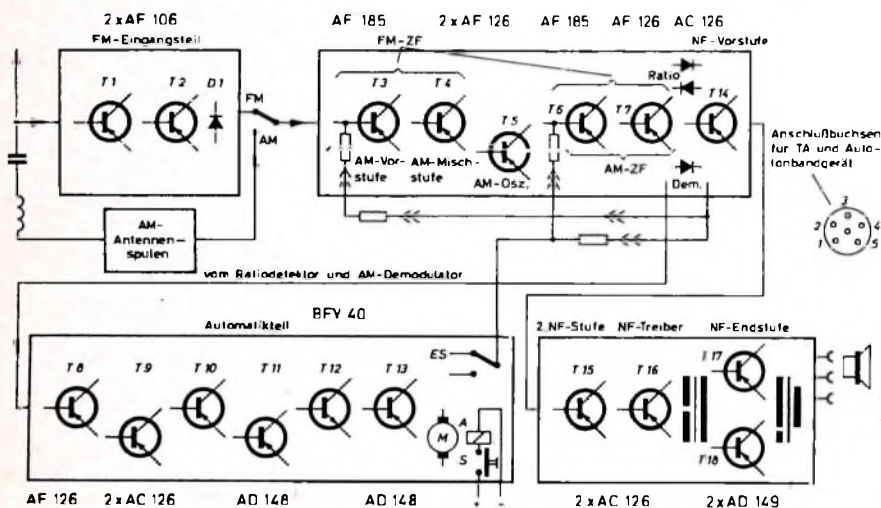 2 x AF 106
AF 185
2 x AF 126
AF 185
AF 126
AC 126
FM-Eingangsteil
FM-ZF
NF-Vorstufe
T 1
T 2
D 1
FM
AM
T 3
T 4
T 5
T 6
T 7
Ratio
T 14
AM-Vor-
stufe
AM-Misch-
stufe
AM-Osz.
AM-ZF
Dem.
Anschlußbuchsen
für TA und Auto-
tonbandgerät
1
2
3
4
5
AM-
Antennen-
spulen
vom Ratiodetektor und AM-Demodulator
Automatikteil
BFY 40
T 8
T 9
T 10
T 11
T 12
T 13
ES
M
A
S
+
-
2. NF-Stufe
NF-Treiber
NF-Endstufe
T 15
T 16
T 17
T 18
AF 126
2 x AC 126
AD 148
AD 148
2 x AC 126
2 x AD 149